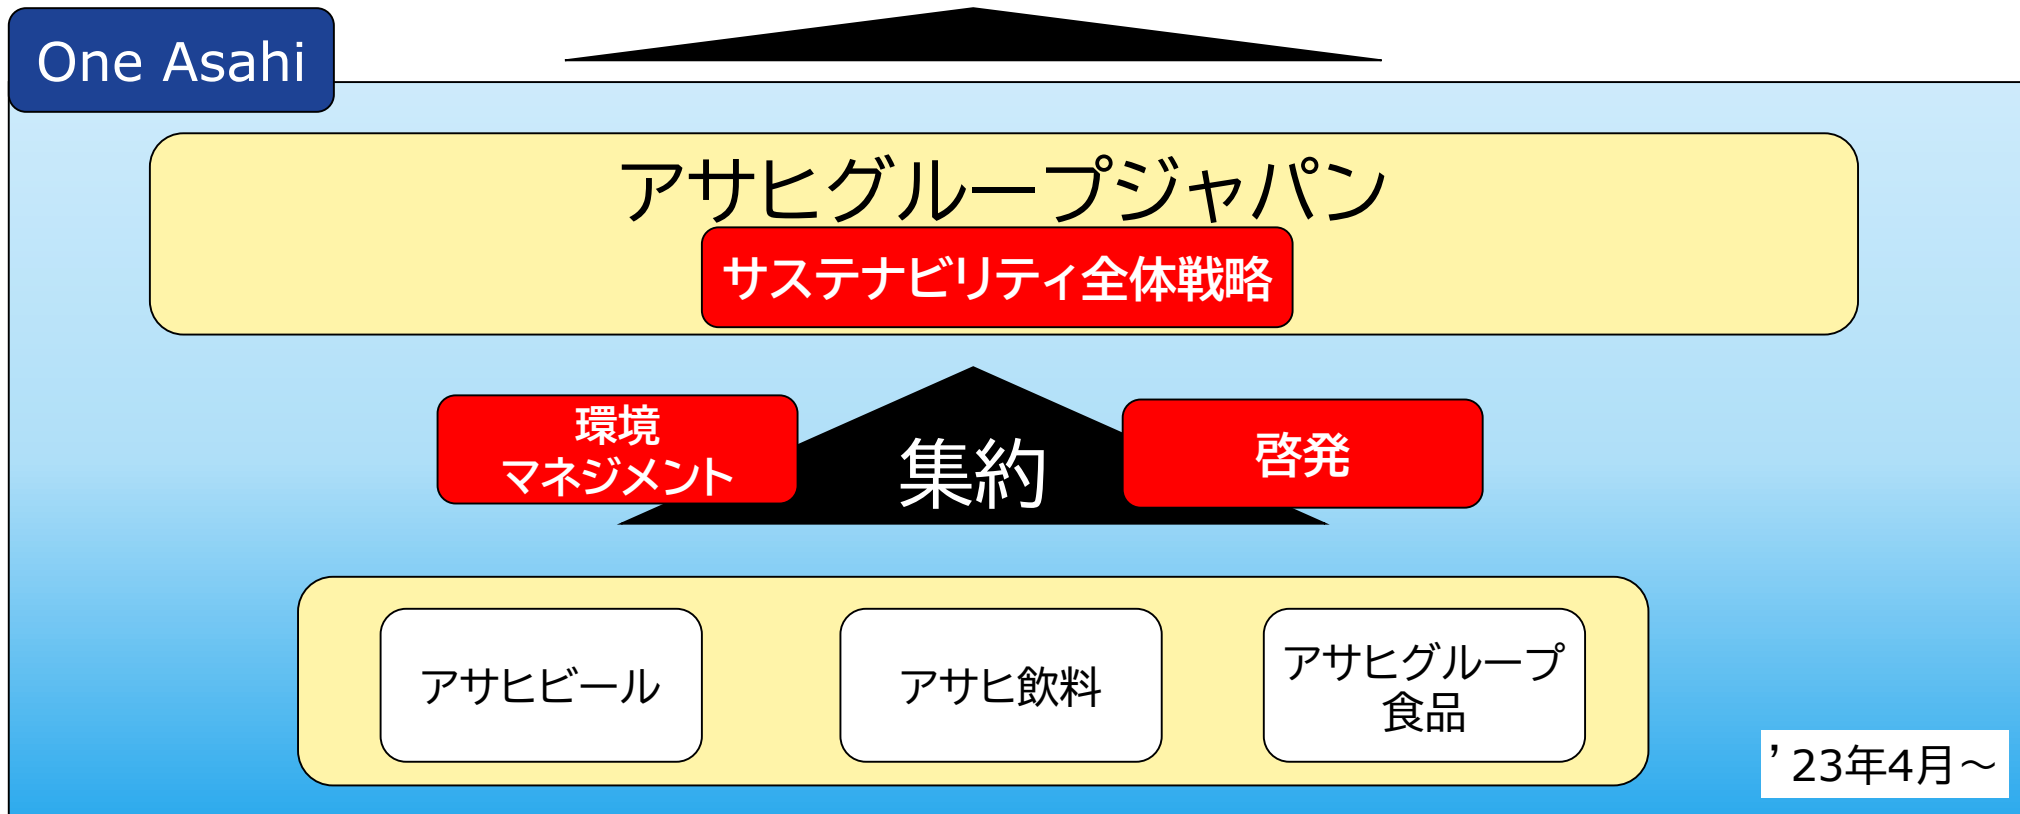 One Asahi
アサヒグループジャパン
サステナビリティ全体戦略
環境
マネジメント
集約
啓発
アサヒビール
アサヒ飲料
アサヒグループ
食品
’23年4月～